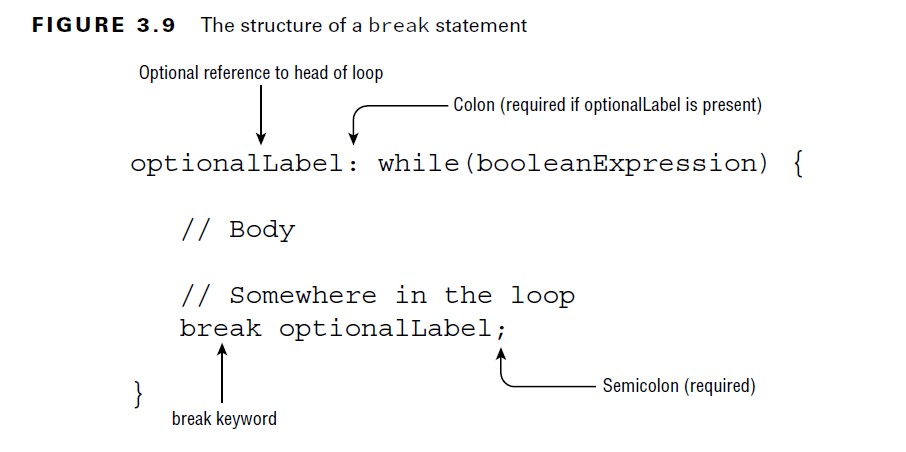 FIGURE 3.9 The structure of a break statement
Optional reference to head of loop
Colon (required if optionalLabel is present)
optionalLabel: while(booleanExpression) {
// Body
// Somewhere in the loop
break optionalLabel;
}
Semicolon (required)
break keyword